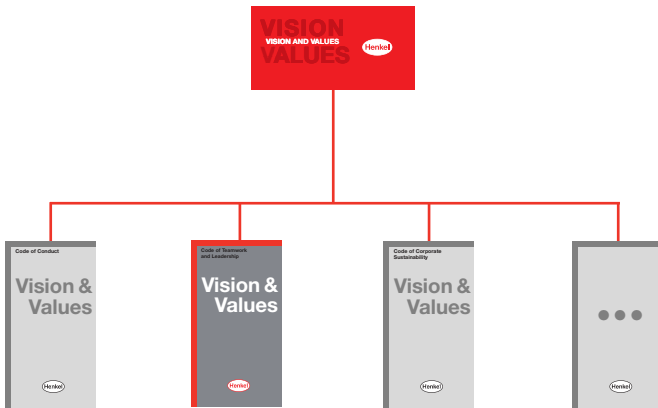 VISION
VISION AND VALUES
VALUES
Henkel
Code of Conduct
Vision &
Values
Henkel
Code of Teamwork
and Leadership
Vision &
Values
Henkel
Code of Corporate
Sustainability
Vision &
Values
Henkel
•••
Henkel